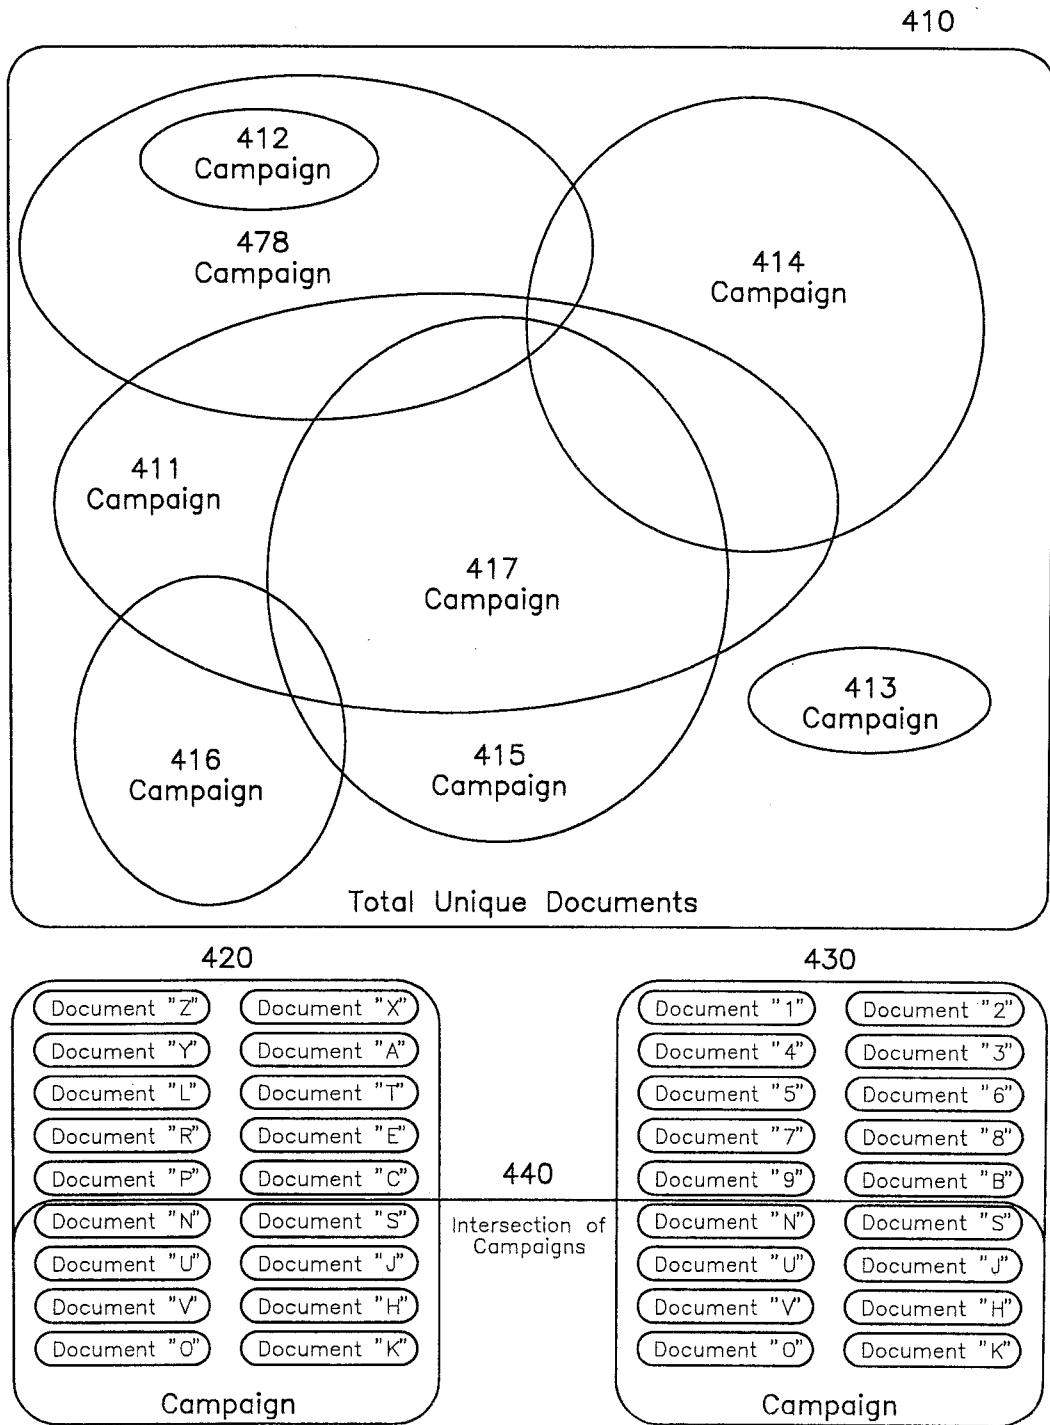 410
412
Campaign
478
Campaign
414
Campaign
411
Campaign
417
Campaign
413
Campaign
416
Campaign
415
Campaign
Total Unique Documents
420
430
Document "Z" Document "X"
Document "Y" Document "A"
Document "L" Document "T"
Document "R" Document "E"
Document "P" Document "C"
Document "N" Document "S"
Document "U" Document "J"
Document "V" Document "H"
Document "O" Document "K"
Campaign
440
Intersection of
Campaigns
Document "1" Document "2"
Document "4" Document "3"
Document "5" Document "6"
Document "7" Document "8"
Document "9" Document "B"
Document "N" Document "S"
Document "U" Document "J"
Document "V" Document "H"
Document "O" Document "K"
Campaign